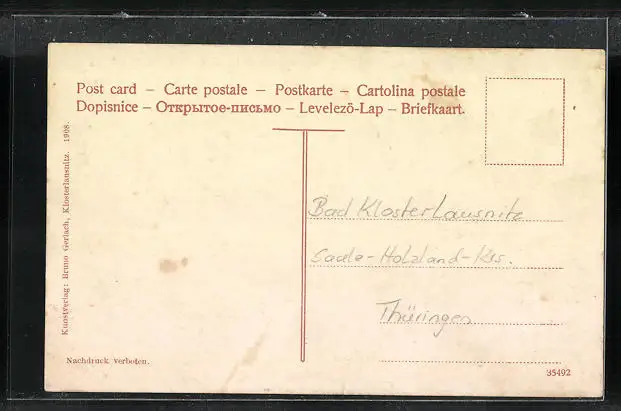 Post card – Carte postale – Postkarte – Cartolina postale
Dopisnice – Открытое-письмо – Levelezö-Lap – Briefkaart.
Kunstverlag: Bruno Gerlach, Klosterlausnitz. 1908.
Bad KlosterLausnitz
Saale-Holzland-Krs.
Thüringen
Nachdruck verboten.
35492